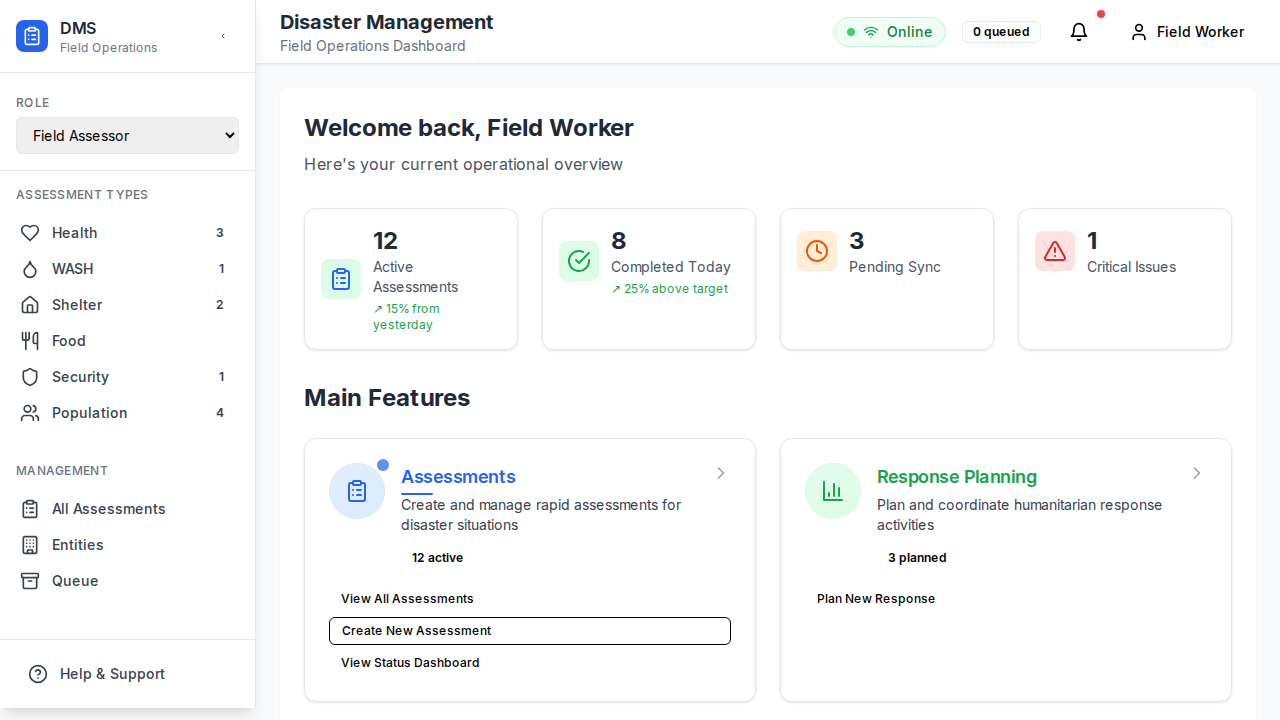 DMS
Field Operations
ROLE
Field Assessor
ASSESSMENT TYPES
Health 3
WASH 1
Shelter 2
Food
Security 1
Population 4
MANAGEMENT
All Assessments
Entities
Queue
Help & Support
Disaster Management
Field Operations Dashboard
Online
0 queued
Field Worker
Welcome back, Field Worker
Here's your current operational overview
12
Active
Assessments
↗ 15% from
yesterday
8
Completed Today
↗ 25% above target
3
Pending Sync
1
Critical Issues
Main Features
Assessments
Create and manage rapid assessments for
disaster situations
12 active
View All Assessments
Create New Assessment
View Status Dashboard
Response Planning
Plan and coordinate humanitarian response
activities
3 planned
Plan New Response